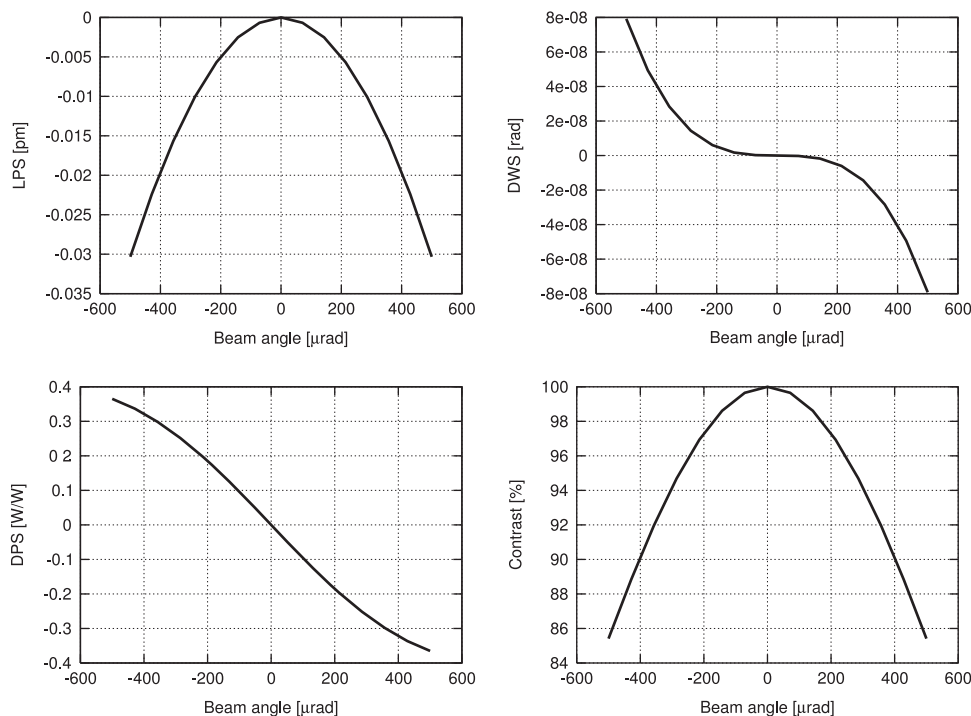 0
-0.005
-0.01
-0.015
-0.02
-0.025
-0.03
-0.035
LPS [pm]
-600 -400 -200 0 200 400 600
Beam angle [μrad]
8e-08
6e-08
4e-08
2e-08
0
-2e-08
-4e-08
-6e-08
-8e-08
DWS [rad]
-600 -400 -200 0 200 400 600
Beam angle [μrad]
0.4
0.3
0 2
0.1
0
-0.1
-0.2
-0.3
-0.4
DPS [W/W]
-600 -400 -200 0 200 400 600
Beam angle [μrad]
100
98
96
94
92
90
88
86
84
Contrast [%]
-600 -400 -200 0 200 400 600
Beam angle [μrad]